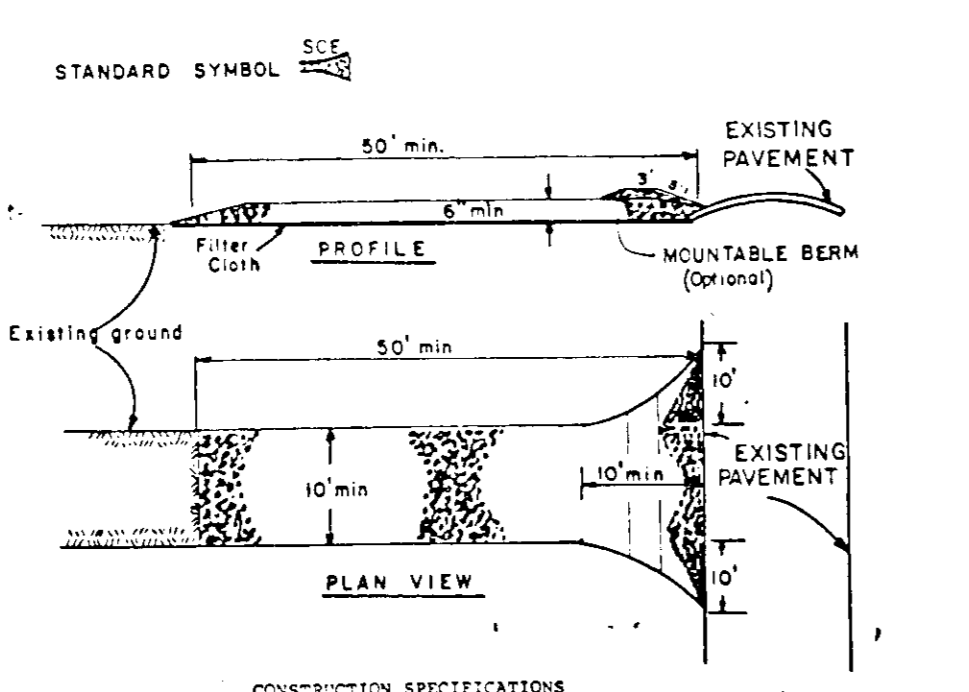 SCE
STANDARD SYMBOL
50' min.
EXISTING
PAVEMENT
3'
6" min
Filter
Cloth
PROFILE
MOUNTABLE BERM
(Optional)
Existing ground
50' min
10'
10' min
10' min
EXISTING
PAVEMENT
10'
PLAN VIEW
CONSTRUCTION SPECIFICATIONS